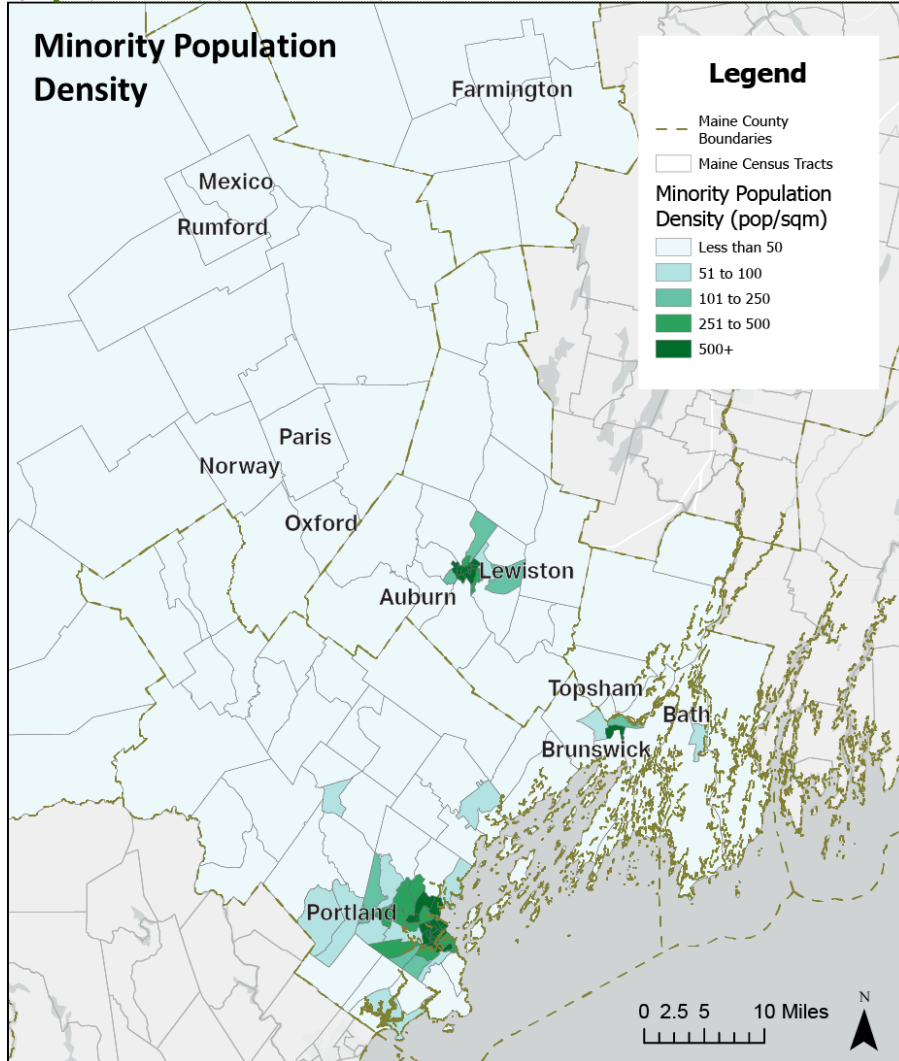 Minority Population
Density
Farmington
Mexico
Rumford
Paris
Norway
Oxford
Lewiston
Auburn
Topsham
Bath
Brunswick
Portland
Legend
Maine County
Boundaries
Maine Census Tracts
Minority Population
Density (pop/sqm)
Less than 50
51 to 100
101 to 250
251 to 500
500+
0 2.5 5 10 Miles
N